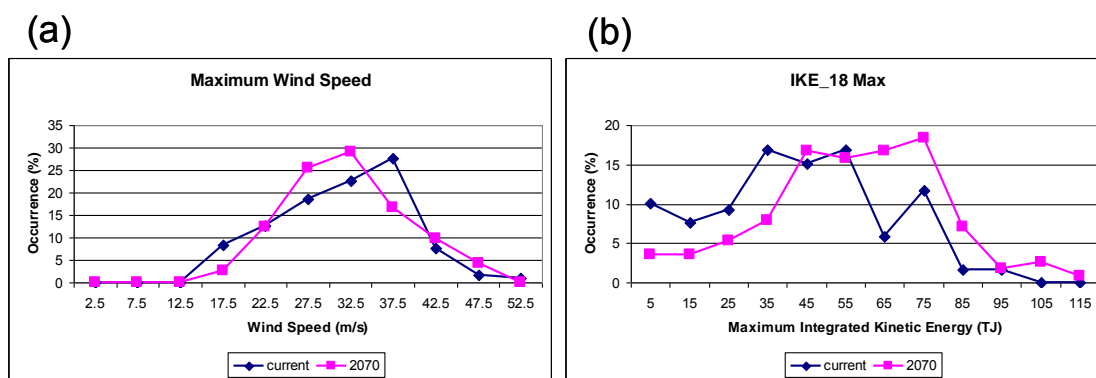 (a)
Maximum Wind Speed
Occurrence (%)
35
30
25
20
15
10
5
0
2.5 7.5 12.5 17.5 22.5 27.5 32.5 37.5 42.5 47.5 52.5
Wind Speed (m/s)
current 2070
(b)
IKE_18 Max
Occurrence (%)
20
15
10
5
0
5 15 25 35 45 55 65 75 85 95 105 115
Maximum Integrated Kinetic Energy (TJ)
current 2070